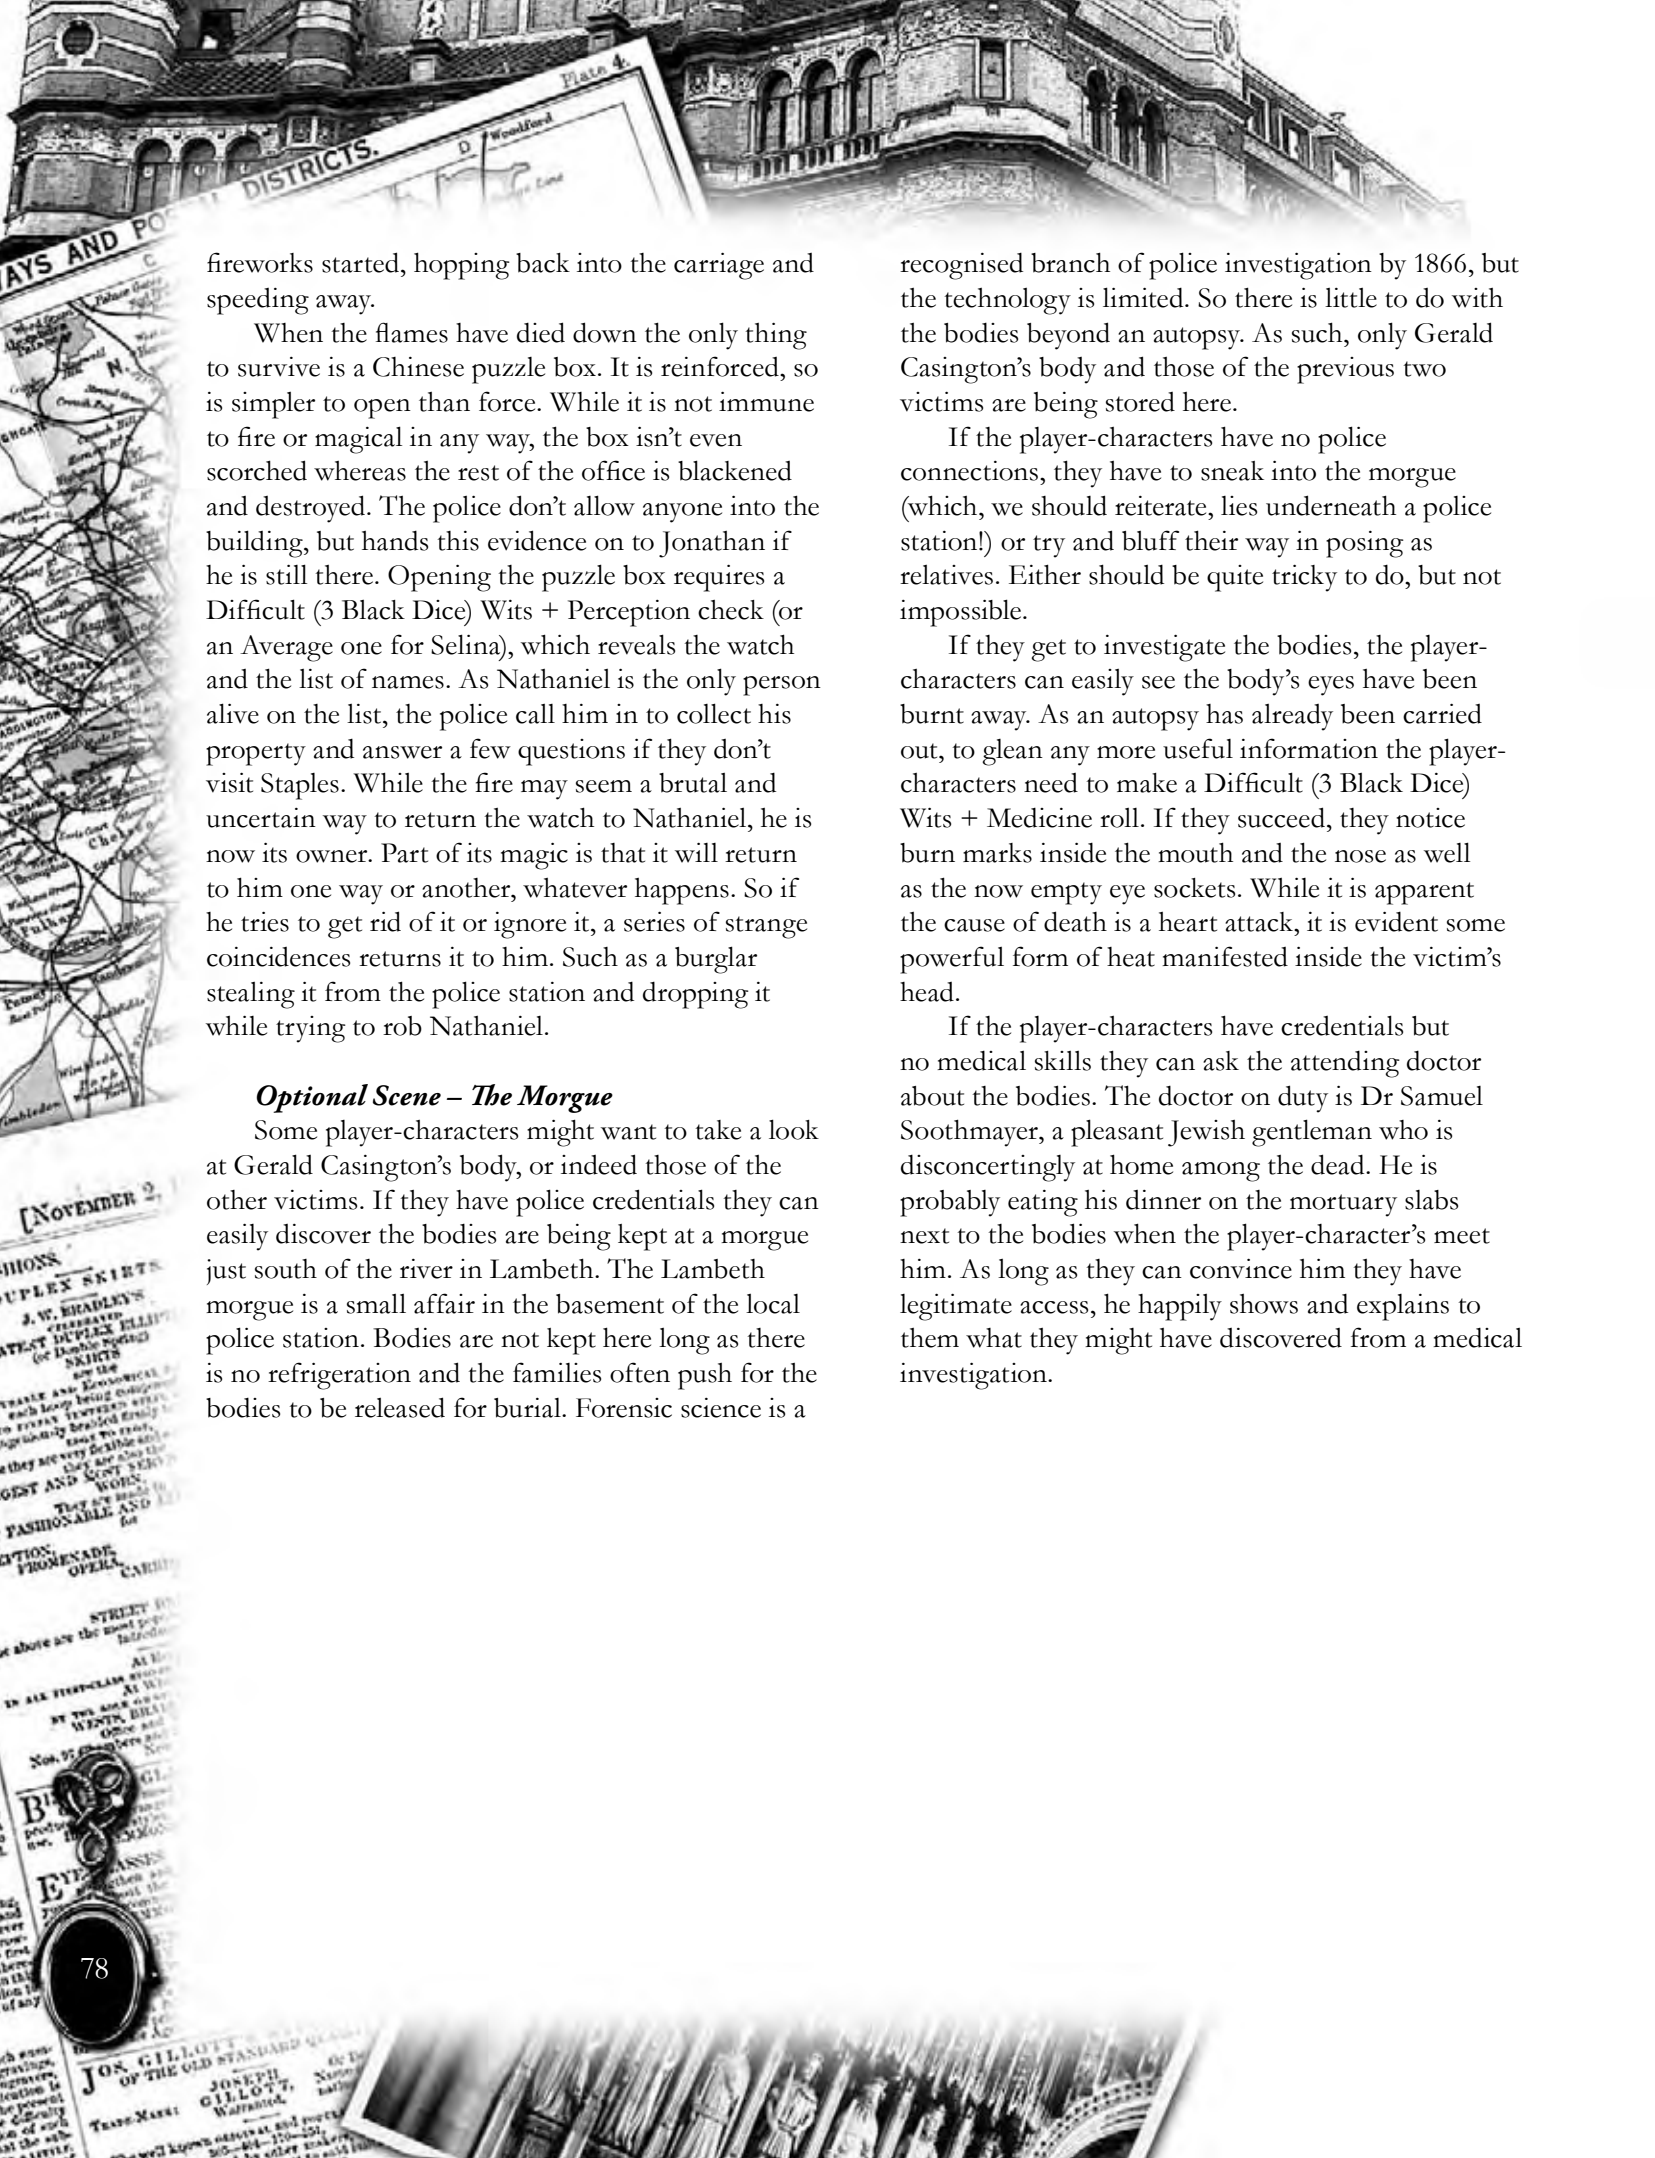 Plate 4.
D
Woodford
DISTRICTS.
AYS AND PO
C
N.
fireworks started, hopping back into the carriage and
speeding away.
When the flames have died down the only thing
to survive is a Chinese puzzle box. It is reinforced, so
is simpler to open than force. While it is not immune
to fire or magical in any way, the box isn't even
scorched whereas the rest of the office is blackened
and destroyed. The police don't allow anyone into the
building, but hands this evidence on to Jonathan if
he is still there. Opening the puzzle box requires a
Difficult (3 Black Dice) Wits + Perception check (or
an Average one for Selina), which reveals the watch
and the list of names. As Nathaniel is the only person
alive on the list, the police call him in to collect his
property and answer a few questions if they don't
visit Staples. While the fire may seem a brutal and
uncertain way to return the watch to Nathaniel, he is
now its owner. Part of its magic is that it will return
to him one way or another, whatever happens. So if
he tries to get rid of it or ignore it, a series of strange
coincidences returns it to him. Such as a burglar
stealing it from the police station and dropping it
while trying to rob Nathaniel.
Optional Scene – The Morgue
Some player-characters might want to take a look
at Gerald Casington's body, or indeed those of the
other victims. If they have police credentials they can
easily discover the bodies are being kept at a morgue
just south of the river in Lambeth. The Lambeth
morgue is a small affair in the basement of the local
police station. Bodies are not kept here long as there
is no refrigeration and the families often push for the
bodies to be released for burial. Forensic science is a
recognised branch of police investigation by 1866, but
the technology is limited. So there is little to do with
the bodies beyond an autopsy. As such, only Gerald
Casington's body and those of the previous two
victims are being stored here.
If the player-characters have no police
connections, they have to sneak into the morgue
(which, we should reiterate, lies underneath a police
station!) or try and bluff their way in posing as
relatives. Either should be quite tricky to do, but not
impossible.
If they get to investigate the bodies, the player-
characters can easily see the body's eyes have been
burnt away. As an autopsy has already been carried
out, to glean any more useful information the player-
characters need to make a Difficult (3 Black Dice)
Wits + Medicine roll. If they succeed, they notice
burn marks inside the mouth and the nose as well
as the now empty eye sockets. While it is apparent
the cause of death is a heart attack, it is evident some
powerful form of heat manifested inside the victim's
head.
If the player-characters have credentials but
no medical skills they can ask the attending doctor
about the bodies. The doctor on duty is Dr Samuel
Soothmayer, a pleasant Jewish gentleman who is
disconcertingly at home among the dead. He is
probably eating his dinner on the mortuary slabs
next to the bodies when the player-character's meet
him. As long as they can convince him they have
legitimate access, he happily shows and explains to
them what they might have discovered from a medical
investigation.
[NOVEMBER 2,
UPLEX SKIRTS
J. W. BRADLEY'S
SKIRTS
GEST AND MOST
WORN.
FASHIONABLE AND
PROMENADE,
OPERA,
STREET
78
JOS. GILLOTT
OF THE OLD STANDARD
JOSEPH
GILLOTT,
Warranted.
TRADE-MARK: